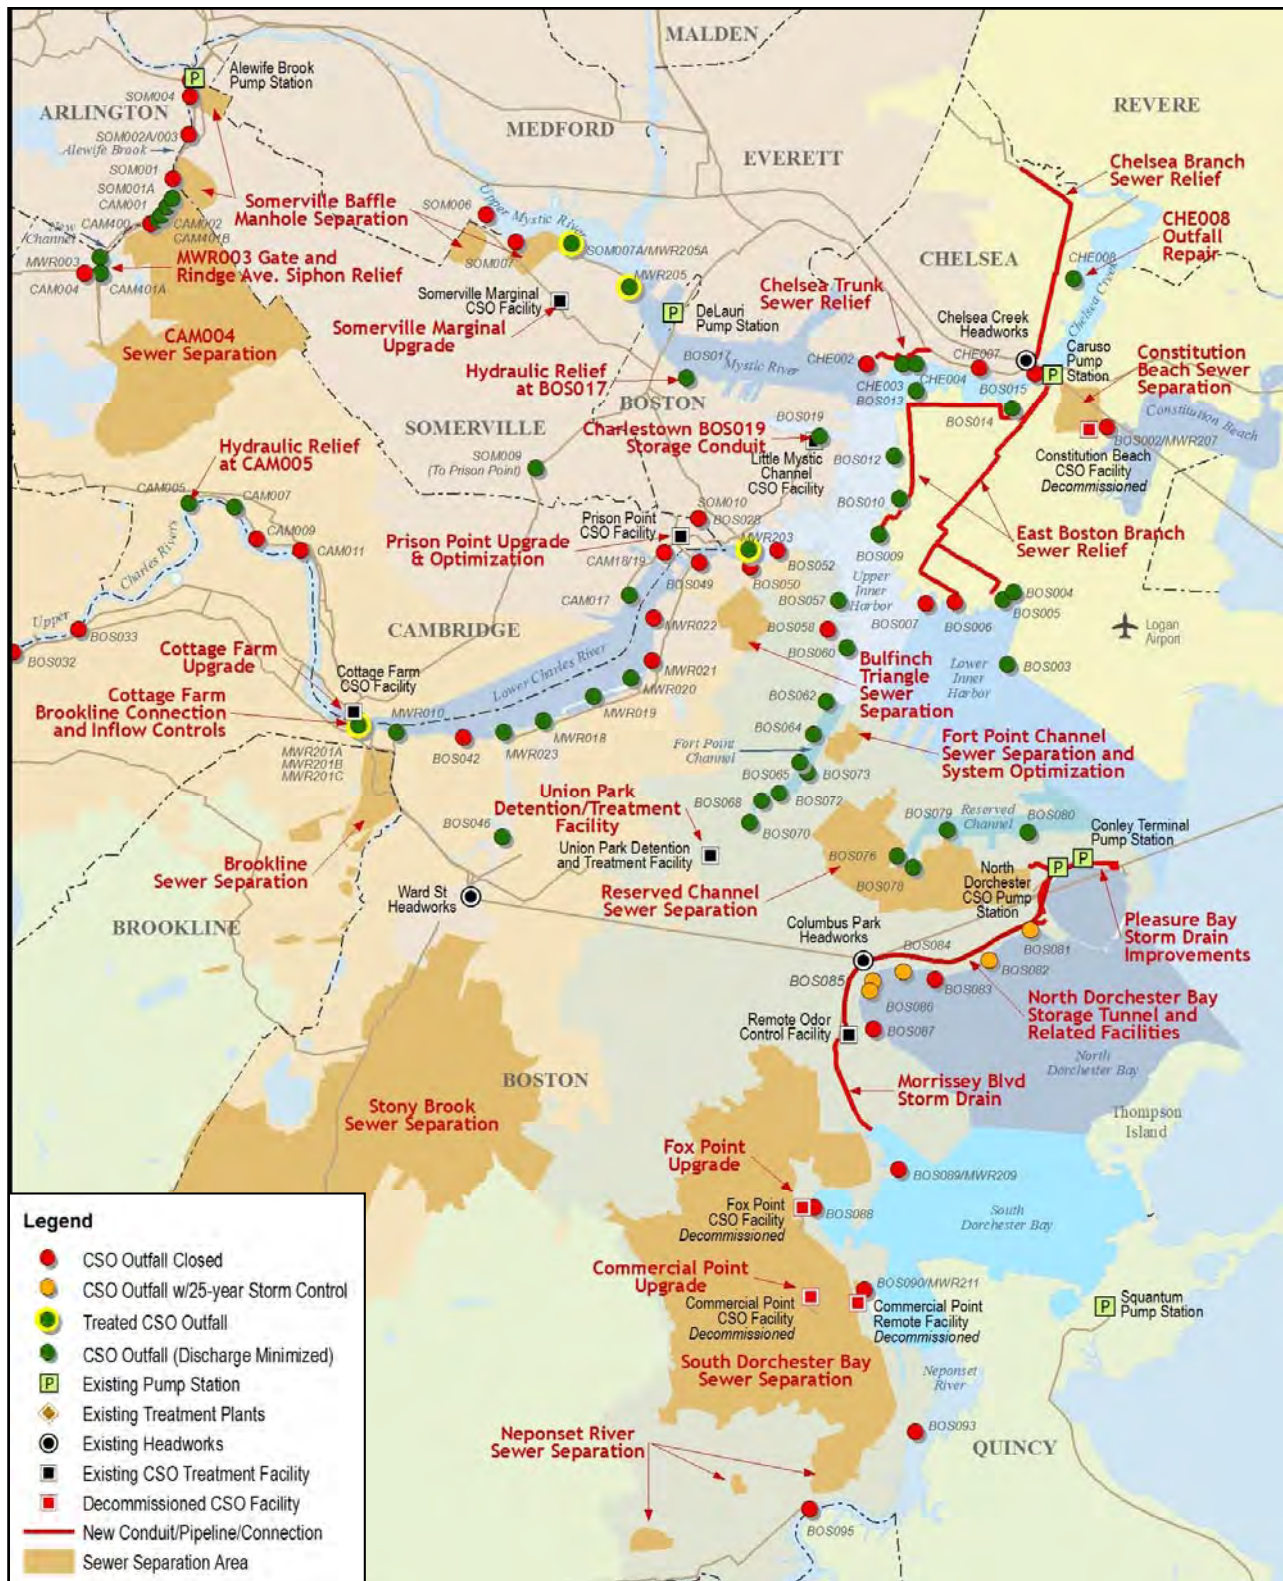 MALDEN
Alewife Brook
Pump Station
SOM004
ARLINGTON
REVERE
MEDFORD
SOM002A/003
Alewife Brook
EVERETT
Chelsea Branch
Sewer Relief
SOM001
SOM001A
CAM001
CAM400
CAM002
CAM401B
Somerville Baffle
Manhole Separation
SOM006
Upper Mystic River
SOM007A/MWR205A
SOM007
CHE008
Outfall
Repair
New
Channel
MWR003
CAM004
CAM401A
MWR003 Gate and
Rindge Ave. Siphon Relief
MWR205
CHELSEA
CHE008
Chelsea Creek
Somerville Marginal
CSO Facility
Somerville Marginal
Upgrade
DeLauri
Pump Station
Chelsea Trunk
Sewer Relief
Chelsea Creek
Headworks
CAM004
Sewer Separation
BOS017
Mystic River
CHE002
CHE007
Caruso
Pump
Station
Constitution
Beach Sewer
Separation
Hydraulic Relief
at BOS017
CHE003
CHE004
BOS013
BOS015
BOSTON
BOS014
Constitution
Beach
SOMERVILLE
BOS019
Charlestown BOS019
Storage Conduit
BOS002/MWR207
Hydraulic Relief
at CAM005
SOM009
(To Prison Point)
Little Mystic
Channel
CSO Facility
BOS012
Constitution Beach
CSO Facility
Decommissioned
CAM005
CAM007
BOS010
SOM010
BOS028
Prison Point
CSO Facility
CAM009
CAM011
Prison Point Upgrade
& Optimization
MWR203
East Boston Branch
Sewer Relief
BOS009
Charles Rivers
CAM18/19
BOS049
BOS050
BOS052
Upper
Inner
Harbor
CAM017
BOS057
BOS004
BOS005
BOS007
BOS006
Upper
BOS033
BOS032
CAMBRIDGE
MWR022
BOS058
Logan
Airport
BOS060
Cottage Farm
Upgrade
Cottage Farm
CSO Facility
Lower Charles River
MWR021
MWR020
Bulfinch
Triangle
Sewer
Separation
Lower
Inner
Harbor
BOS003
Cottage Farm
Brookline Connection
and Inflow Controls
MWR010
MWR019
BOS062
MWR018
MWR023
BOS042
BOS064
MWR201A
MWR201B
MWR201C
Fort Point
Channel
Fort Point Channel
Sewer Separation and
System Optimization
BOS065
BOS073
Union Park
Detention/Treatment
Facility
BOS068
BOS072
BOS070
BOS079
Reserved
Channel
BOS080
Conley Terminal
Pump Station
BOS046
Union Park Detention
and Treatment Facility
BOS076
BOS078
Brookline
Sewer Separation
Ward St
Headworks
Reserved Channel
Sewer Separation
North
Dorchester
CSO Pump
Station
BROOKLINE
Columbus Park
Headworks
Pleasure Bay
Storm Drain
Improvements
BOS084
BOS081
BOS082
BOS085
BOS083
BOS086
North Dorchester Bay
Storage Tunnel and
Related Facilities
Remote Odor
Control Facility
BOS087
North
Dorchester Bay
BOSTON
Morrissey Blvd
Storm Drain
Stony Brook
Sewer Separation
Thompson
Island
Fox Point
Upgrade
BOS089/MWR209
Fox Point
CSO Facility
Decommissioned
BOS088
South
Dorchester Bay
Commercial Point
Upgrade
BOS090/MWR211
Commercial Point
CSO Facility
Decommissioned
Commercial Point
Remote Facility
Decommissioned
Squantum
Pump Station
South Dorchester Bay
Sewer Separation
Neponset
River
Neponset River
Sewer Separation
BOS093
QUINCY
BOS095
Legend
CSO Outfall Closed
CSO Outfall w/25-year Storm Control
Treated CSO Outfall
CSO Outfall (Discharge Minimized)
P Existing Pump Station
Existing Treatment Plants
Existing Headworks
Existing CSO Treatment Facility
Decommissioned CSO Facility
New Conduit/Pipeline/Connection
Sewer Separation Area